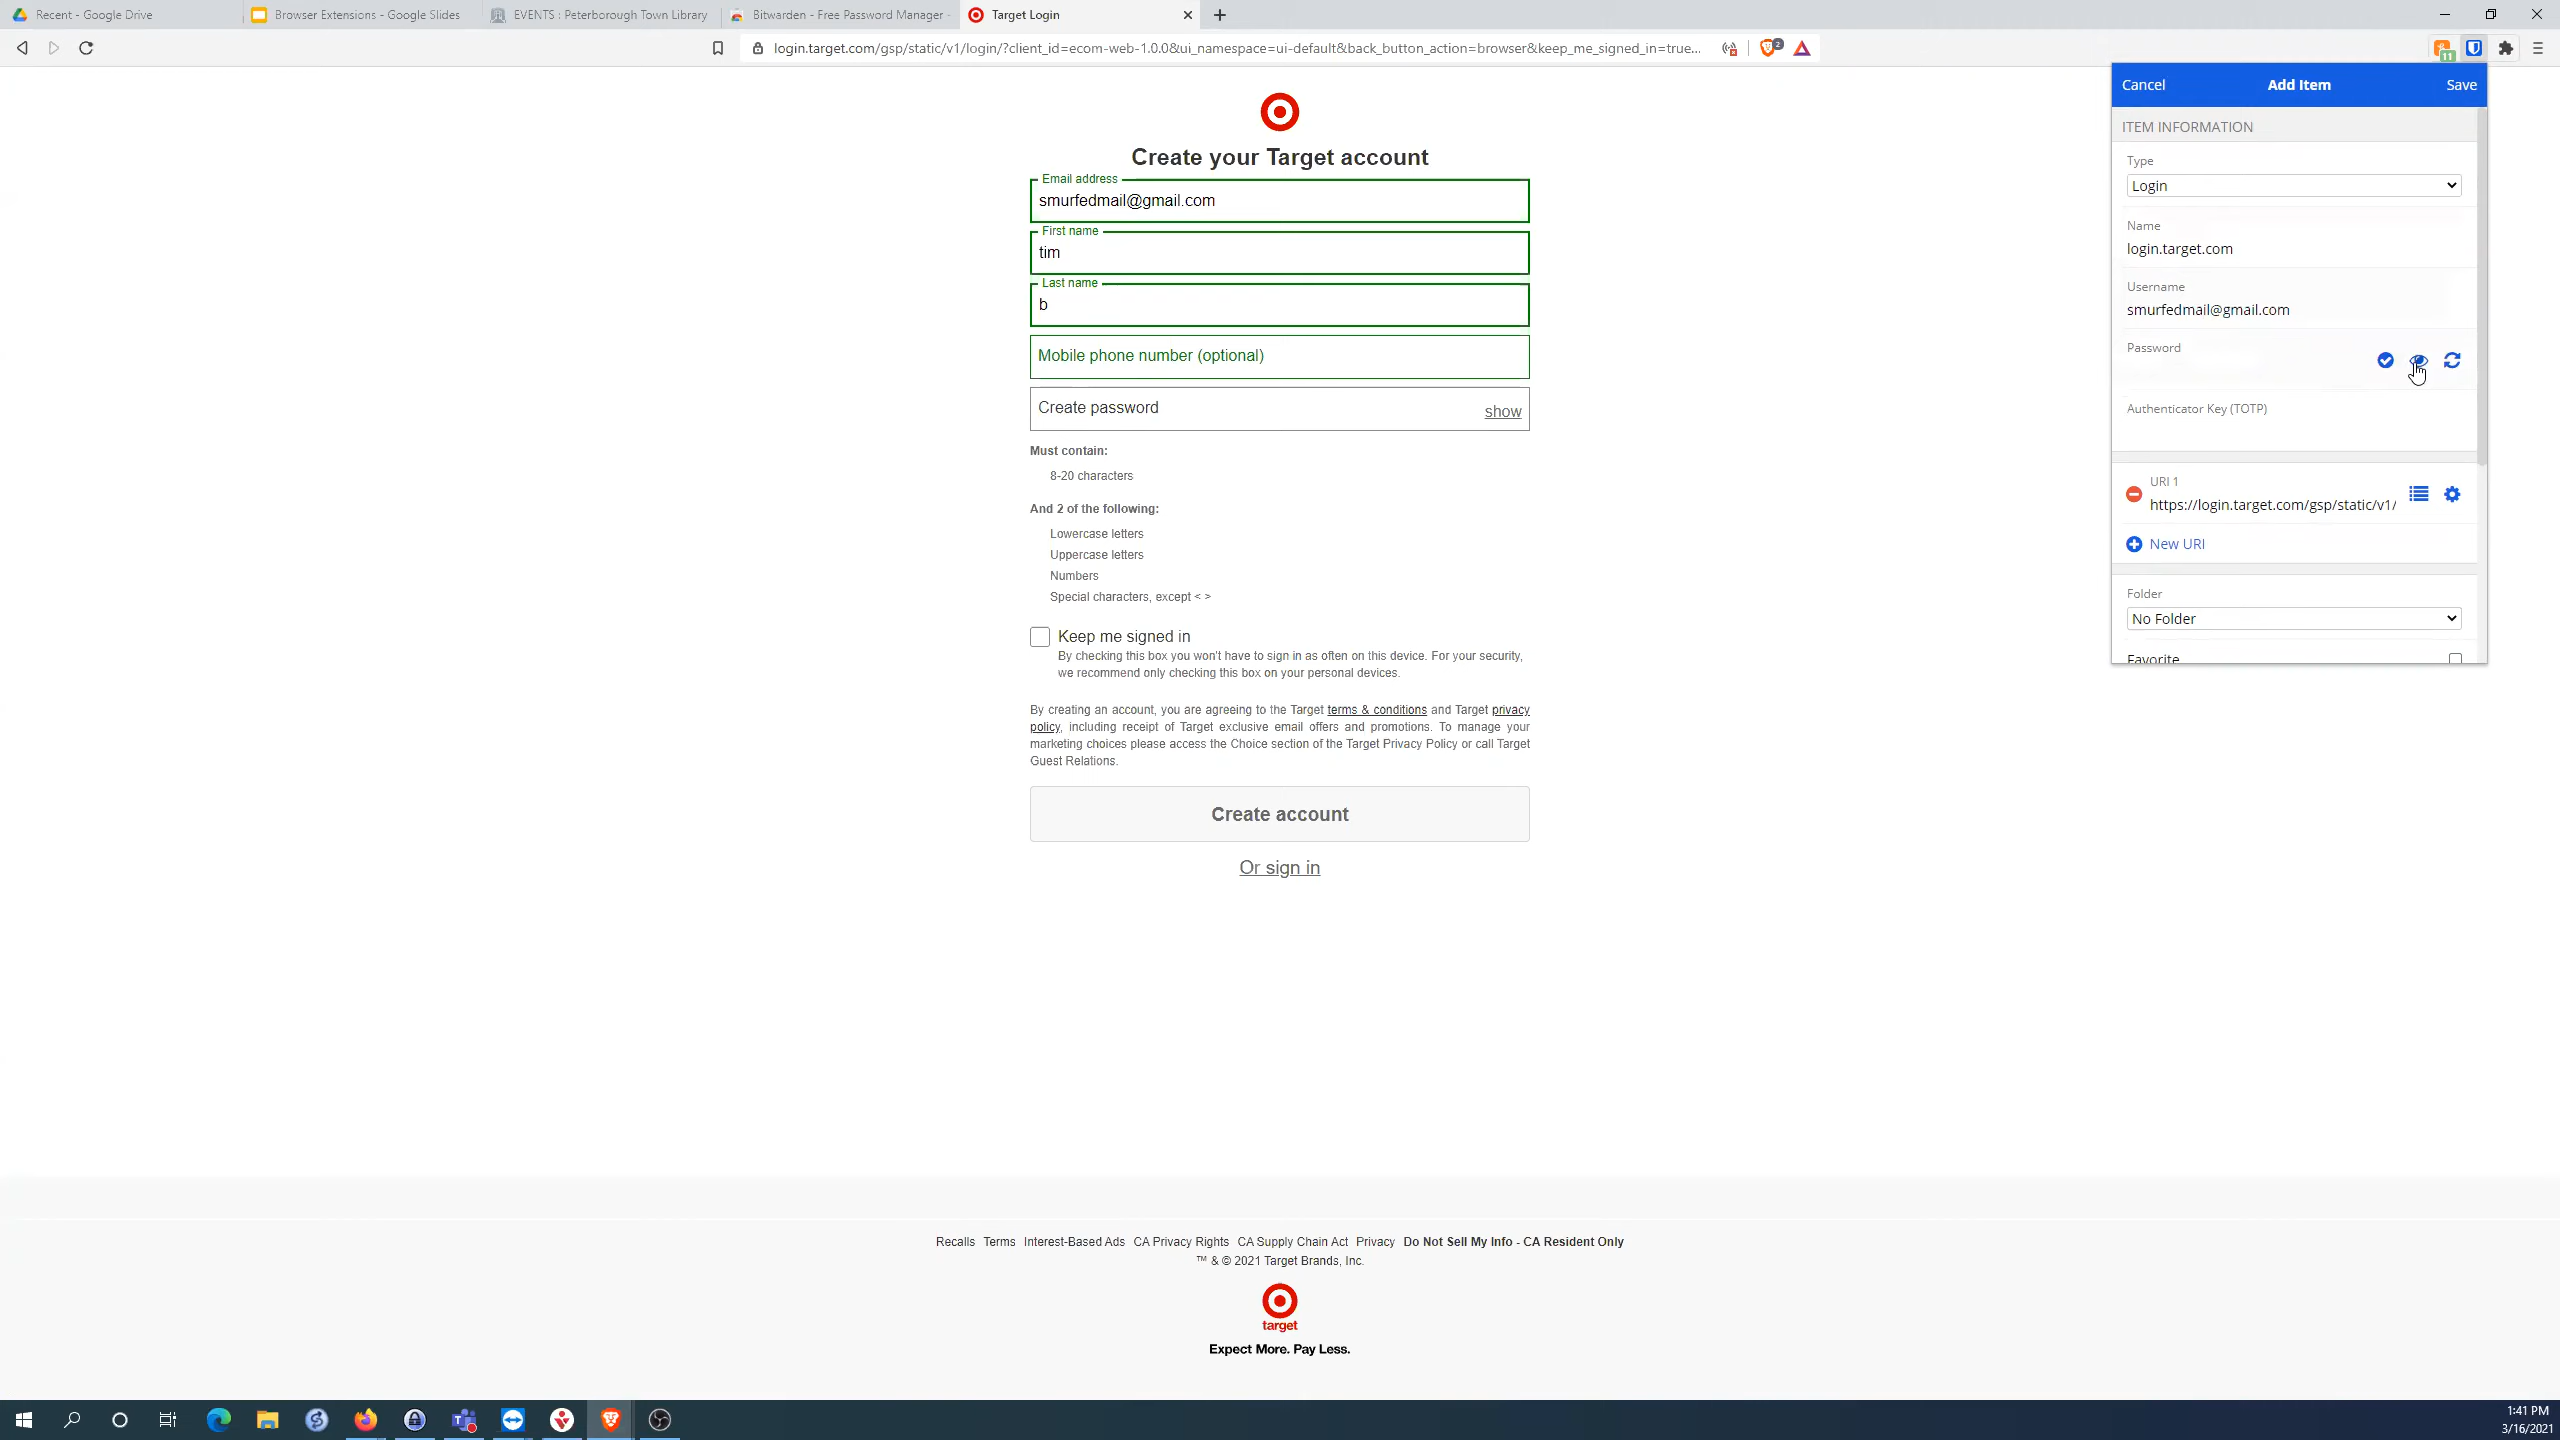 Recent - Google Drive
Browser Extensions - Google Slides
EVENTS : Peterborough Town Library
Bitwarden - Free Password Manager -
Target Login
login.target.com/gsp/static/v1/login/?client_id=ecom-web-1.0.0&ui_namespace=ui-default&back_button_action=browser&keep_me_signed_in=true...
2
11
Create your Target account
Email address
smurfedmail@gmail.com
First name
tim
Last name
b
Mobile phone number (optional)
Create password
show
Must contain:
8-20 characters
And 2 of the following:
Lowercase letters
Uppercase letters
Numbers
Special characters, except < >
Keep me signed in
By checking this box you won't have to sign in as often on this device. For your security,
we recommend only checking this box on your personal devices.
By creating an account, you are agreeing to the Target terms & conditions and Target privacy
policy, including receipt of Target exclusive email offers and promotions. To manage your
marketing choices please access the Choice section of the Target Privacy Policy or call Target
Guest Relations.
Create account
Or sign in
Cancel
Add Item
Save
ITEM INFORMATION
Type
Login
Name
login.target.com
Username
smurfedmail@gmail.com
Password
Authenticator Key (TOTP)
URI 1
https://login.target.com/gsp/static/v1/
New URI
Folder
No Folder
Favorite
Recalls Terms Interest-Based Ads CA Privacy Rights CA Supply Chain Act Privacy Do Not Sell My Info - CA Resident Only
™ & © 2021 Target Brands, Inc.
target
Expect More. Pay Less.
1:41 PM
3/16/2021